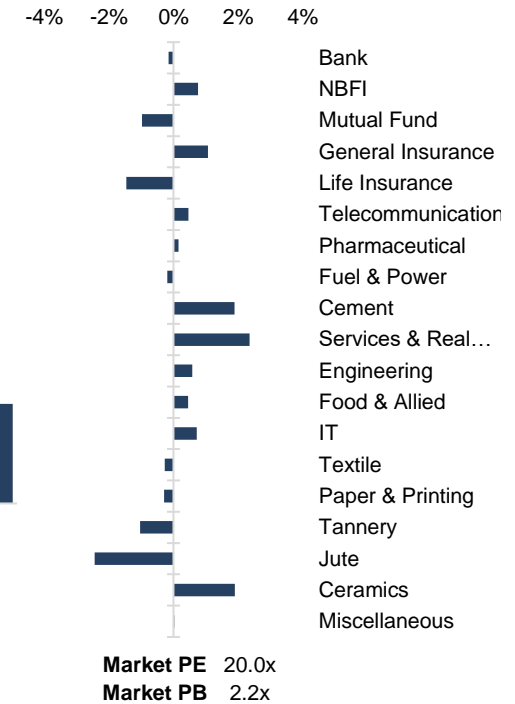 -4% -2% 0% 2% 4%
Bank
NBFI
Mutual Fund
General Insurance
Life Insurance
Telecommunication
Pharmaceutical
Fuel & Power
Cement
Services & Real…
Engineering
Food & Allied
IT
Textile
Paper & Printing
Tannery
Jute
Ceramics
Miscellaneous
Market PE 20.0x
Market PB 2.2x